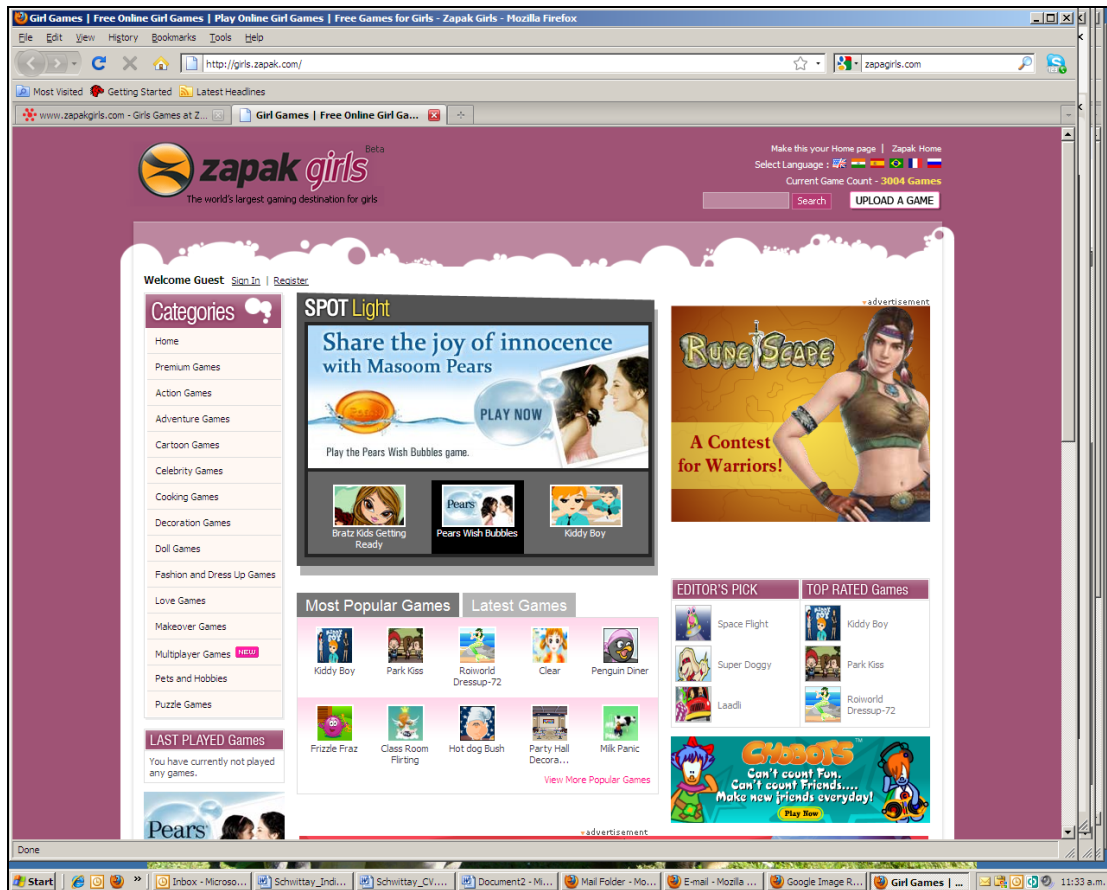 Girl Games | Free Online Girl Games | Play Online Girl Games | Free Games for Girls - Zapak Girls - Mozilla Firefox
File Edit View History Bookmarks Tools Help
http://girls.zapak.com/
zapagirls.com
Most Visited Getting Started Latest Headlines
www.zapakgirls.com - Girls Games at Z...
Girl Games | Free Online Girl Ga...
zapak girls Beta
The world's largest gaming destination for girls
Make this your Home page | Zapak Home
Select Language :
Current Game Count - 3004 Games
Search UPLOAD A GAME
Welcome Guest Sign In | Register
Categories
Home
Premium Games
Action Games
Adventure Games
Cartoon Games
Celebrity Games
Cooking Games
Decoration Games
Doll Games
Fashion and Dress Up Games
Love Games
Makeover Games
Multiplayer Games NEW
Pets and Hobbies
Puzzle Games
LAST PLAYED Games
You have currently not played
any games.
Pears
SPOT Light
Share the joy of innocence
with Masoom Pears
PLAY NOW
Play the Pears Wish Bubbles game.
Pears
Bratz Kids Getting
Ready
Pears Wish Bubbles
Kiddy Boy
Most Popular Games Latest Games
Kiddy Boy
Park Kiss
Roiworld
Dressup-72
Clear
Penguin Diner
Frizzle Fraz
Class Room
Flirting
Hot dog Bush
Party Hall
Decora...
Milk Panic
View More Popular Games
advertisement
advertisement
RUNE SCAPE
A Contest
for Warriors!
EDITOR'S PICK
Space Flight
Super Doggy
Laadli
TOP RATED Games
Kiddy Boy
Park Kiss
Roiworld
Dressup-72
CHOBOTS™
Can't count Fun.
Can't count Friends....
Make new friends everyday!
Play Now
Done
Start
Inbox - Microso...
Schwittay_Indi...
Schwittay_CV....
Document2 - Mi...
Mail Folder - Mo...
E-mail - Mozilla ...
Google Image R...
Girl Games | ...
11:33 a.m.